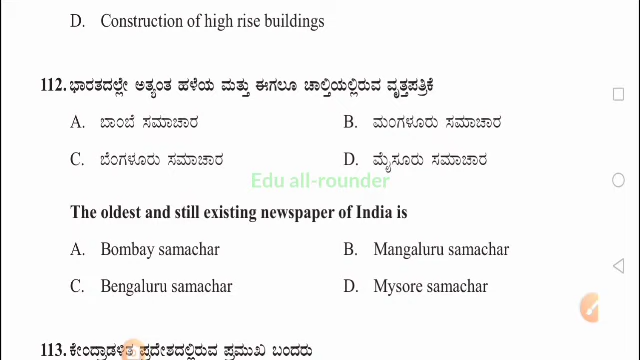 D. Construction of high rise buildings
112. ಭಾರತದಲ್ಲೇ ಅತ್ಯಂತ ಹಳೆಯ ಮತ್ತು ಈಗಲೂ ಚಾಲ್ತಿಯಲ್ಲಿರುವ ವೃತ್ತಪತ್ರಿಕೆ
A. ಬಾಂಬೆ ಸಮಾಚಾರ B. ಮಂಗಳೂರು ಸಮಾಚಾರ
C. ಬೆಂಗಳೂರು ಸಮಾಚಾರ D. ಮೈಸೂರು ಸಮಾಚಾರ
Edu all-rounder
The oldest and still existing newspaper of India is
A. Bombay samachar B. Mangaluru samachar
C. Bengaluru samachar D. Mysore samachar
113. ಕೇಂದ್ರಾಡಳಿತ ಪ್ರದೇಶದಲ್ಲಿರುವ ಪ್ರಮುಖ ಬಂದರು